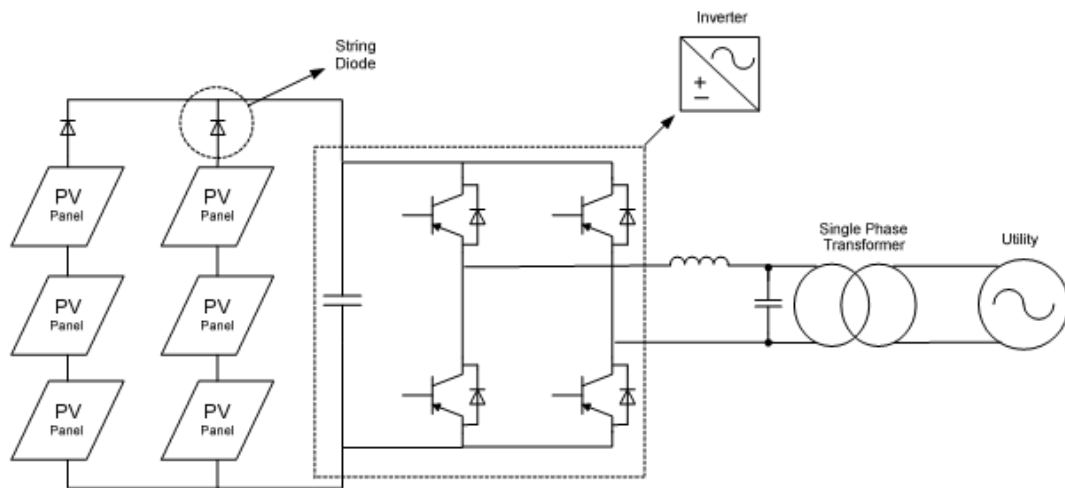 Inverter
String
Diode
+
−
PV
Panel
PV
Panel
Single Phase
Transformer
Utility
PV
Panel
PV
Panel
PV
Panel
PV
Panel